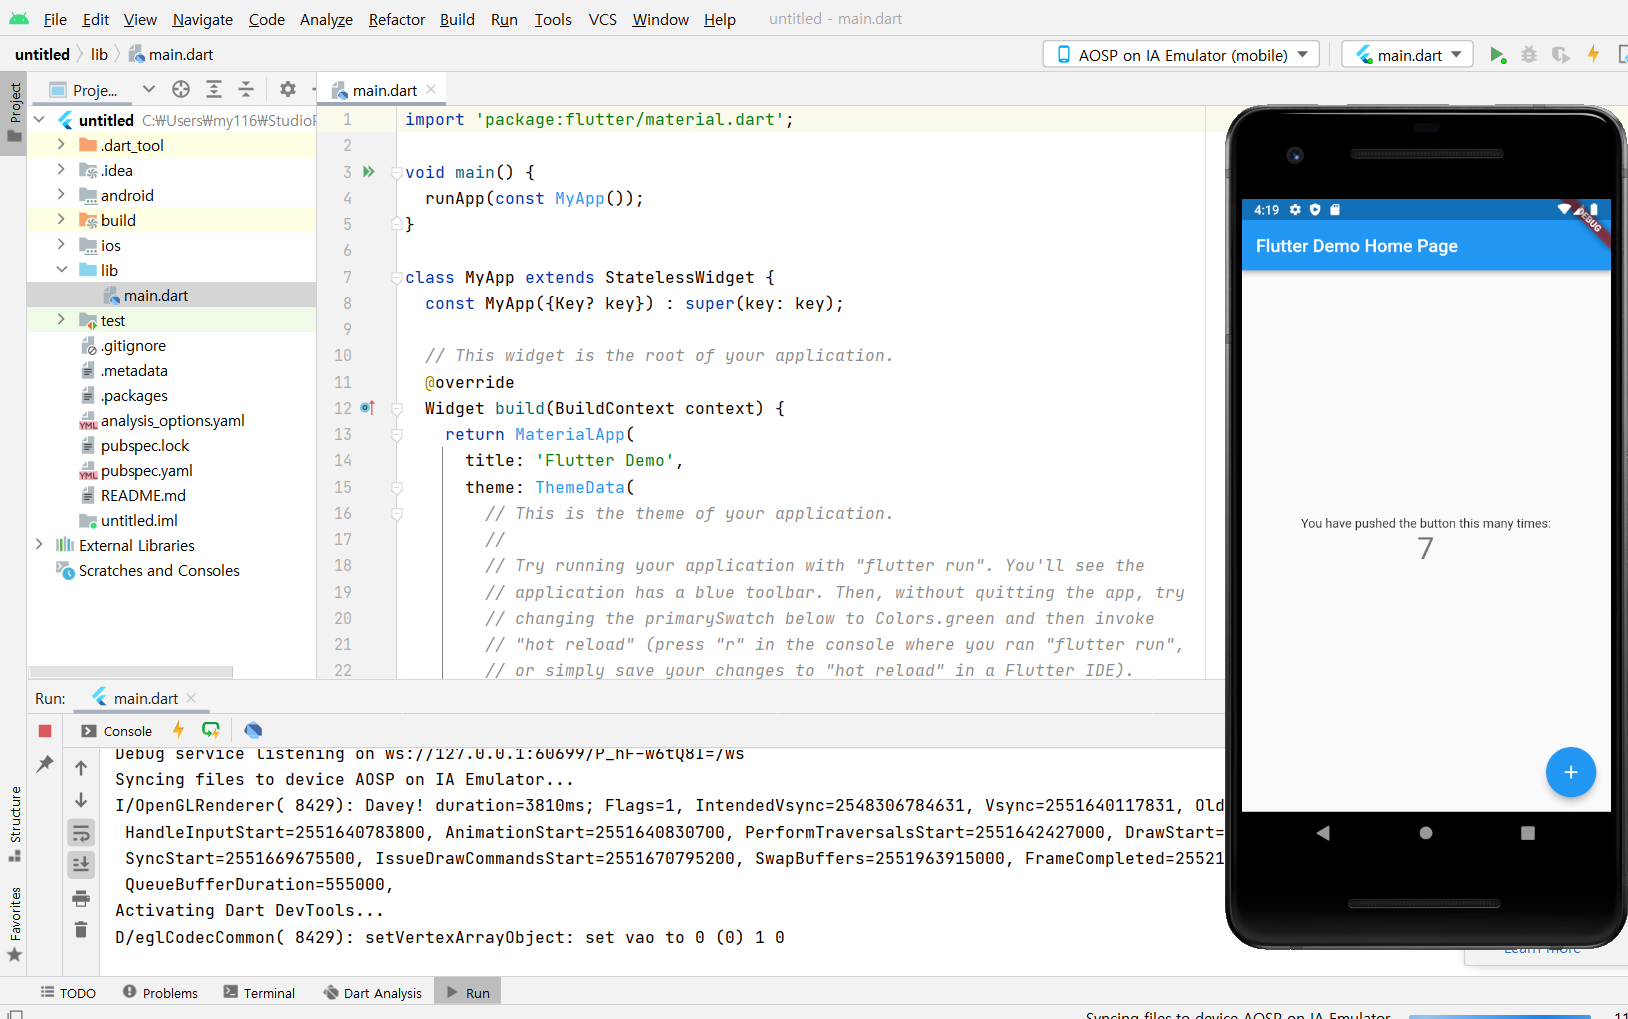 File Edit View Navigate Code Analyze Refactor Build Run Tools VCS Window Help untitled - main.dart
untitled lib main.dart AOSP on IA Emulator (mobile) main.dart
Project
Proje...
main.dart
untitled C:₩Users₩my116₩Studio
.dart_tool
.idea
android
build
ios
lib
main.dart
test
.gitignore
.metadata
.packages
analysis_options.yaml
pubspec.lock
pubspec.yaml
README.md
untitled.iml
External Libraries
Scratches and Consoles
1 import 'package:flutter/material.dart';
2
3 void main() {
4 runApp(const MyApp());
5 }
6
7 class MyApp extends StatelessWidget {
8 const MyApp({Key? key}) : super(key: key);
9
10 // This widget is the root of your application.
11 @override
12 Widget build(BuildContext context) {
13 return MaterialApp(
14 title: 'Flutter Demo',
15 theme: ThemeData(
16 // This is the theme of your application.
17 //
18 // Try running your application with "flutter run". You'll see the
19 // application has a blue toolbar. Then, without quitting the app, try
20 // changing the primarySwatch below to Colors.green and then invoke
21 // "hot reload" (press "r" in the console where you ran "flutter run",
22 // or simply save your changes to "hot reload" in a Flutter IDE).
4:19
DEBUG
Flutter Demo Home Page
You have pushed the button this many times:
7
+
Run: main.dart
Console
Debug service listening on ws://127.0.0.1:60699/P_hF-w6tQ8I=/ws
Syncing files to device AOSP on IA Emulator...
I/OpenGLRenderer( 8429): Davey! duration=3810ms; Flags=1, IntendedVsync=2548306784631, Vsync=2551640117831, Old
HandleInputStart=2551640783800, AnimationStart=2551640830700, PerformTraversalsStart=2551642427000, DrawStart=
SyncStart=2551669675500, IssueDrawCommandsStart=2551670795200, SwapBuffers=2551963915000, FrameCompleted=25521
QueueBufferDuration=555000,
Activating Dart DevTools...
D/eglCodecCommon( 8429): setVertexArrayObject: set vao to 0 (0) 1 0
Structure
Favorites
Learn more
TODO Problems Terminal Dart Analysis Run
Syncing files to device AOSP on IA Emulator